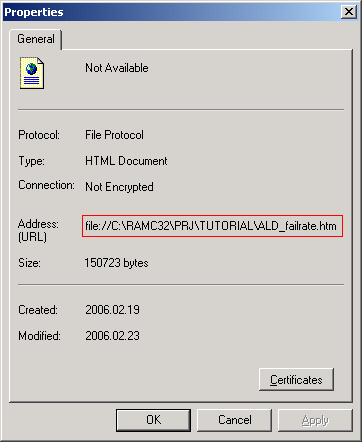 Properties
General
Not Available
Protocol: File Protocol
Type: HTML Document
Connection: Not Encrypted
Address: file://C:\RAMC32\PRJ\TUTORIAL\ALD_failrate.htm
(URL)
Size: 150723 bytes
Created: 2006.02.19
Modified: 2006.02.23
Certificates
OK Cancel Apply